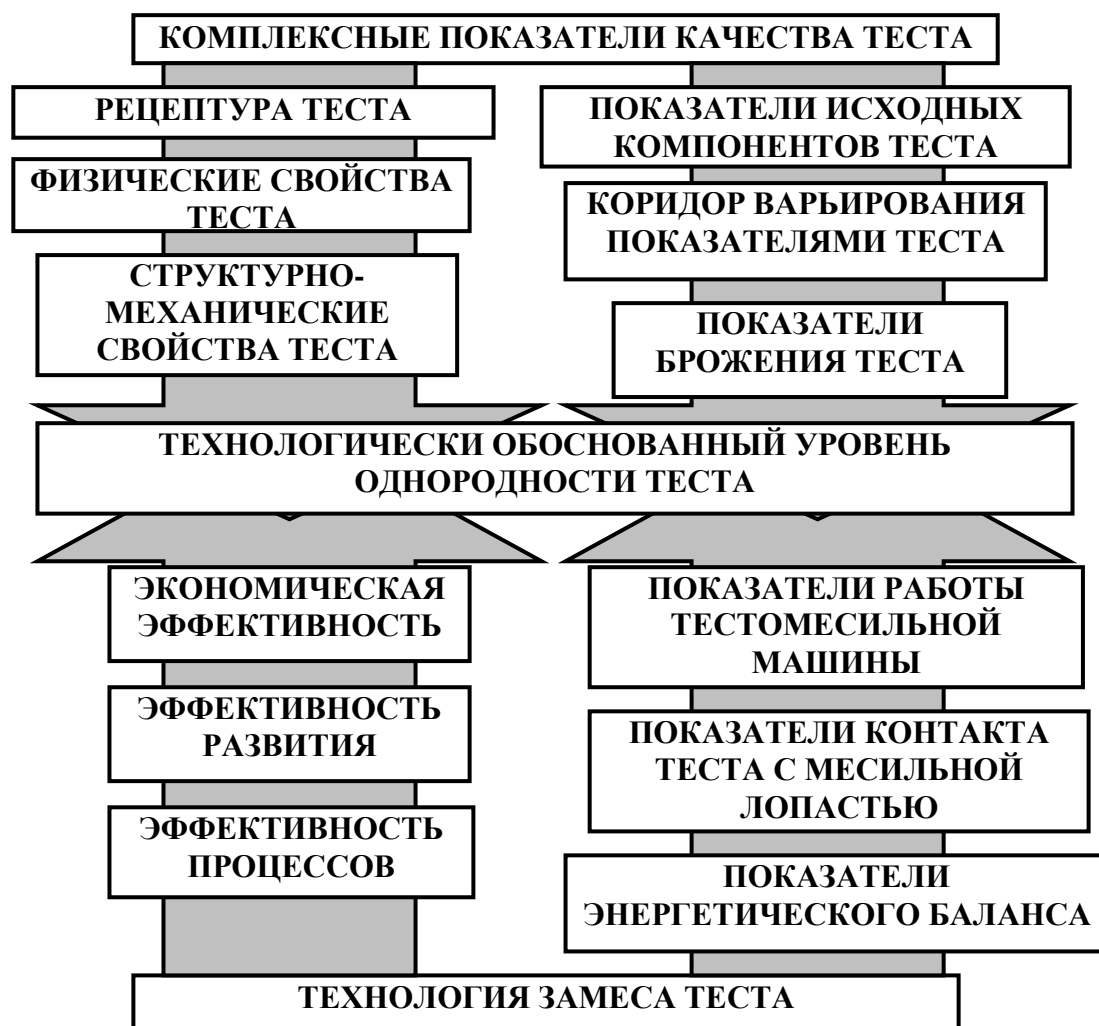 КОМПЛЕКСНЫЕ ПОКАЗАТЕЛИ КАЧЕСТВА ТЕСТА
РЕЦЕПТУРА ТЕСТА
ФИЗИЧЕСКИЕ СВОЙСТВА
ТЕСТА
СТРУКТУРНО-
МЕХАНИЧЕСКИЕ
СВОЙСТВА ТЕСТА
ПОКАЗАТЕЛИ ИСХОДНЫХ
КОМПОНЕНТОВ ТЕСТА
КОРИДОР ВАРЬИРОВАНИЯ
ПОКАЗАТЕЛЯМИ ТЕСТА
ПОКАЗАТЕЛИ
БРОЖЕНИЯ ТЕСТА
ТЕХНОЛОГИЧЕСКИ ОБОСНОВАННЫЙ УРОВЕНЬ
ОДНОРОДНОСТИ ТЕСТА
ЭКОНОМИЧЕСКАЯ
ЭФФЕКТИВНОСТЬ
ЭФФЕКТИВНОСТЬ
РАЗВИТИЯ
ЭФФЕКТИВНОСТЬ
ПРОЦЕССОВ
ПОКАЗАТЕЛИ РАБОТЫ
ТЕСТОМЕСИЛЬНОЙ
МАШИНЫ
ПОКАЗАТЕЛИ КОНТАКТА
ТЕСТА С МЕСИЛЬНОЙ
ЛОПАСТЬЮ
ПОКАЗАТЕЛИ
ЭНЕРГЕТИЧЕСКОГО БАЛАНСА
ТЕХНОЛОГИЯ ЗАМЕСА ТЕСТА